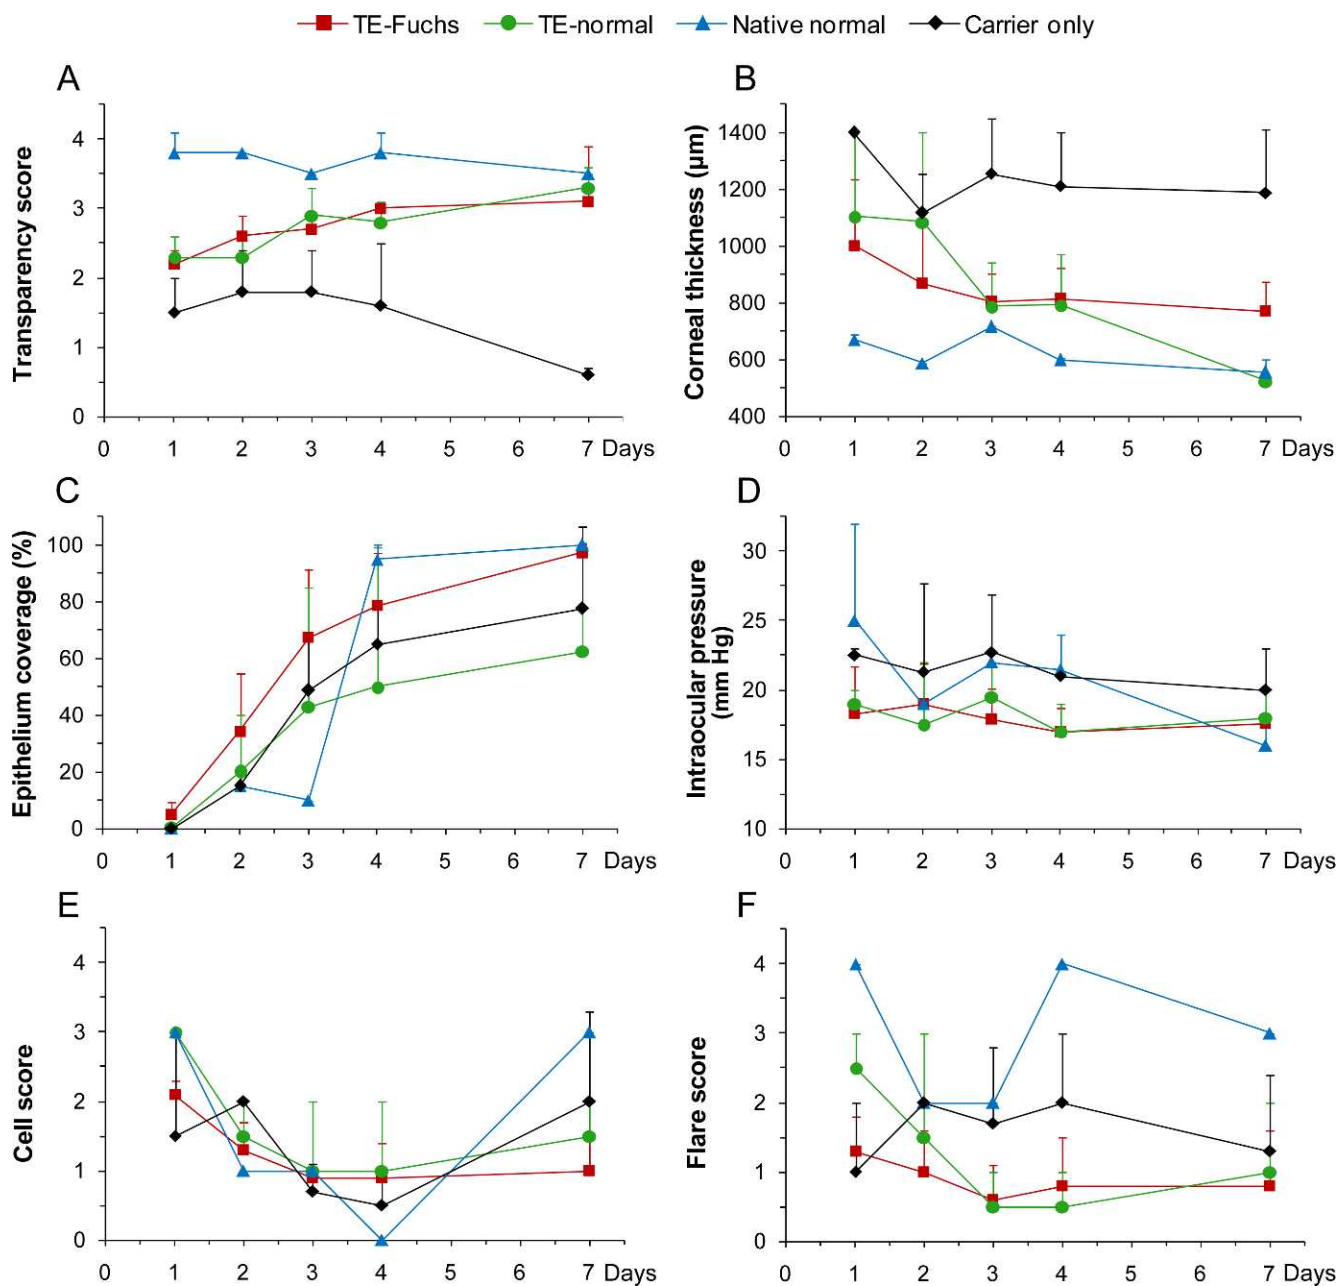 TE-Fuchs TE-normal Native normal Carrier only
A
Transparency score
4
3
2
1
0
0 1 2 3 4 5 6 7 Days
B
Corneal thickness (µm)
1400
1200
1000
800
600
400
0 1 2 3 4 5 6 7 Days
C
Epithelium coverage (%)
100
80
60
40
20
0
0 1 2 3 4 5 6 7 Days
D
Intraocular pressure
(mm Hg)
30
25
20
15
10
0 1 2 3 4 5 6 7 Days
E
Cell score
4
3
2
1
0
0 1 2 3 4 5 6 7 Days
F
Flare score
4
3
2
1
0
0 1 2 3 4 5 6 7 Days